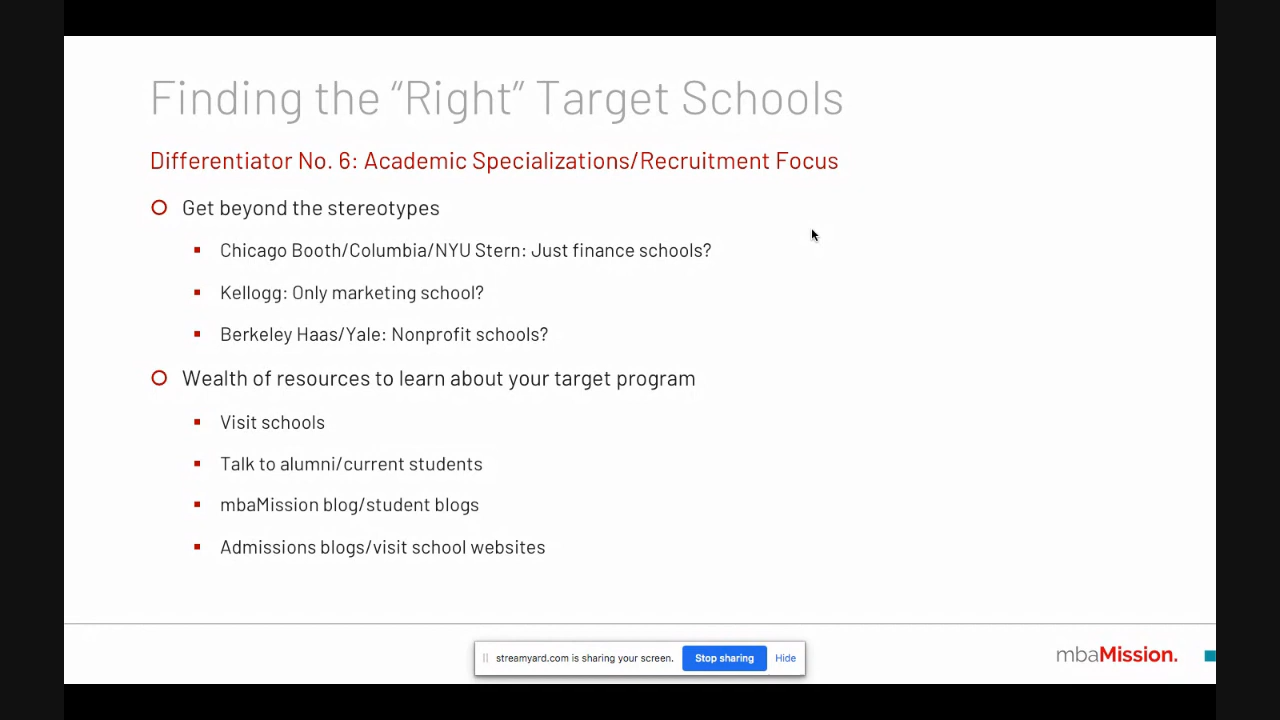 Finding the “Right” Target Schools
Differentiator No. 6: Academic Specializations/Recruitment Focus
Get beyond the stereotypes
Chicago Booth/Columbia/NYU Stern: Just finance schools?
Kellogg: Only marketing school?
Berkeley Haas/Yale: Nonprofit schools?
Wealth of resources to learn about your target program
Visit schools
Talk to alumni/current students
mbaMission blog/student blogs
Admissions blogs/visit school websites
streamyard.com is sharing your screen. Stop sharing Hide
mbaMission.